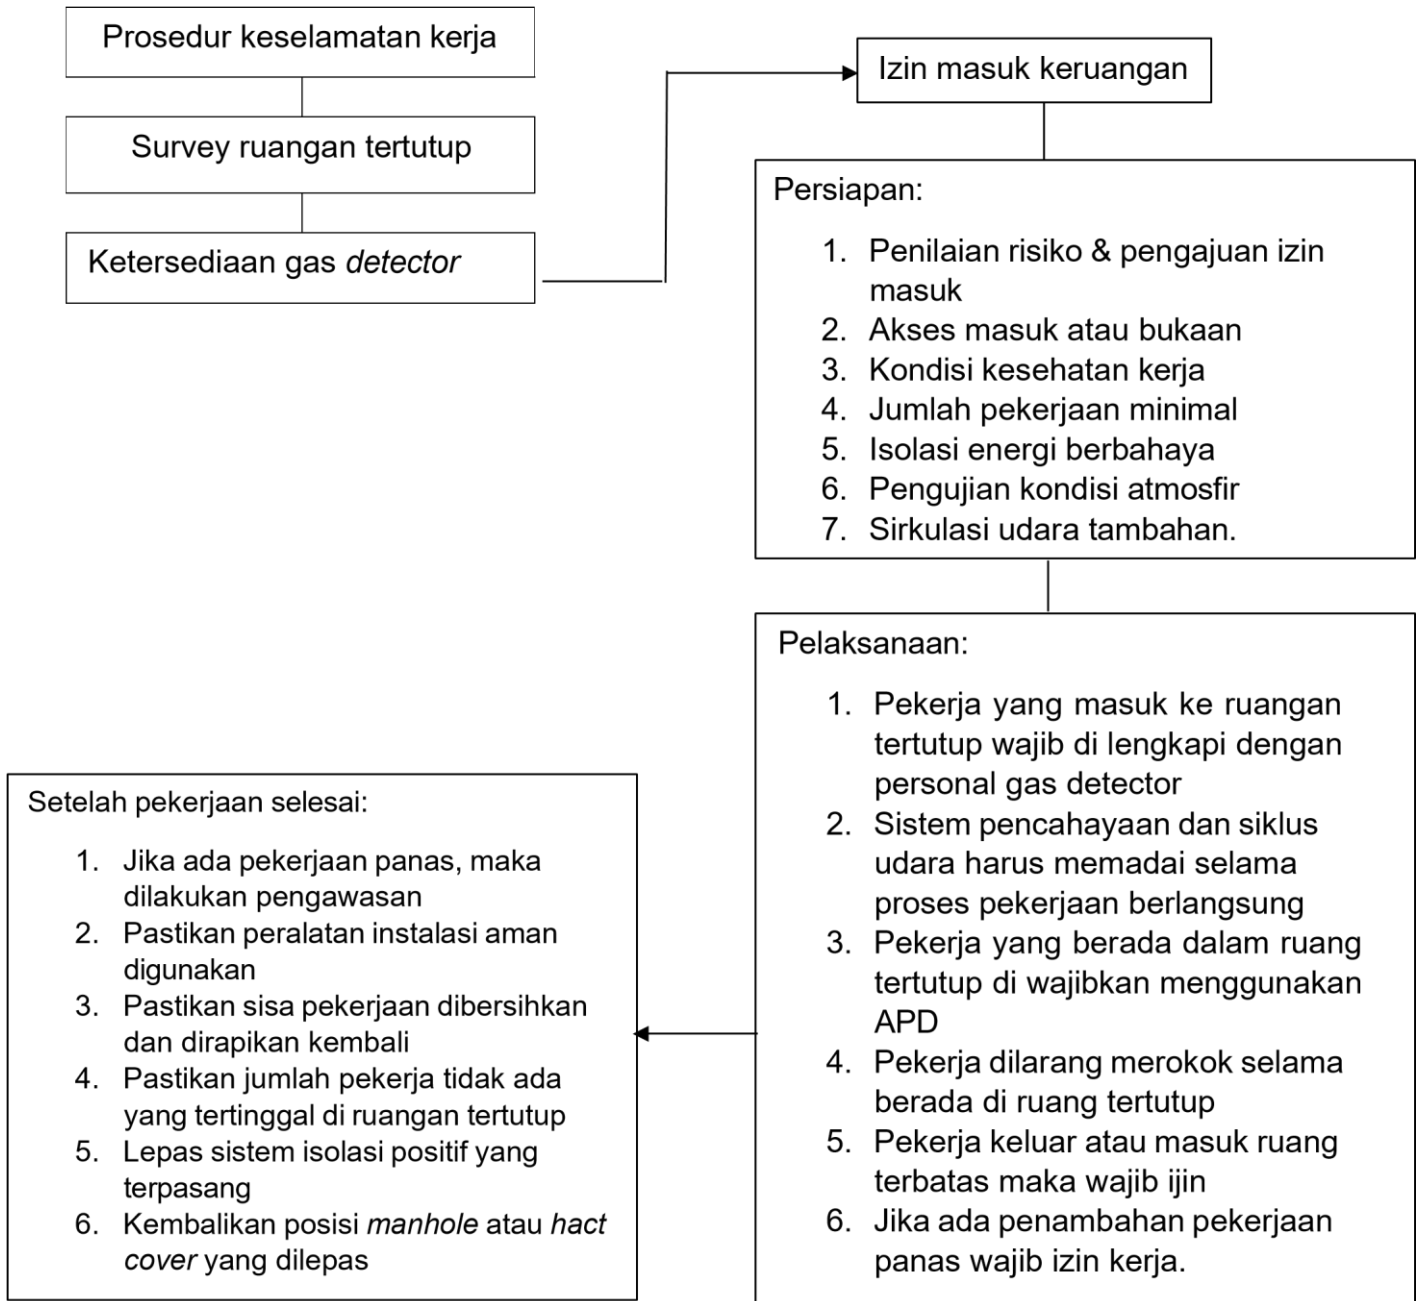 Prosedur keselamatan kerja
Survey ruangan tertutup
Ketersediaan gas detector
Izin masuk keruangan
Persiapan:
1. Penilaian risiko & pengajuan izin
masuk
2. Akses masuk atau bukaan
3. Kondisi kesehatan kerja
4. Jumlah pekerjaan minimal
5. Isolasi energi berbahaya
6. Pengujian kondisi atmosfir
7. Sirkulasi udara tambahan.
Pelaksanaan:
1. Pekerja yang masuk ke ruangan
tertutup wajib di lengkapi dengan
personal gas detector
2. Sistem pencahayaan dan siklus
udara harus memadai selama
proses pekerjaan berlangsung
3. Pekerja yang berada dalam ruang
tertutup di wajibkan menggunakan
APD
4. Pekerja dilarang merokok selama
berada di ruang tertutup
5. Pekerja keluar atau masuk ruang
terbatas maka wajib ijin
6. Jika ada penambahan pekerjaan
panas wajib izin kerja.
Setelah pekerjaan selesai:
1. Jika ada pekerjaan panas, maka
dilakukan pengawasan
2. Pastikan peralatan instalasi aman
digunakan
3. Pastikan sisa pekerjaan dibersihkan
dan dirapikan kembali
4. Pastikan jumlah pekerja tidak ada
yang tertinggal di ruangan tertutup
5. Lepas sistem isolasi positif yang
terpasang
6. Kembalikan posisi manhole atau hact
cover yang dilepas